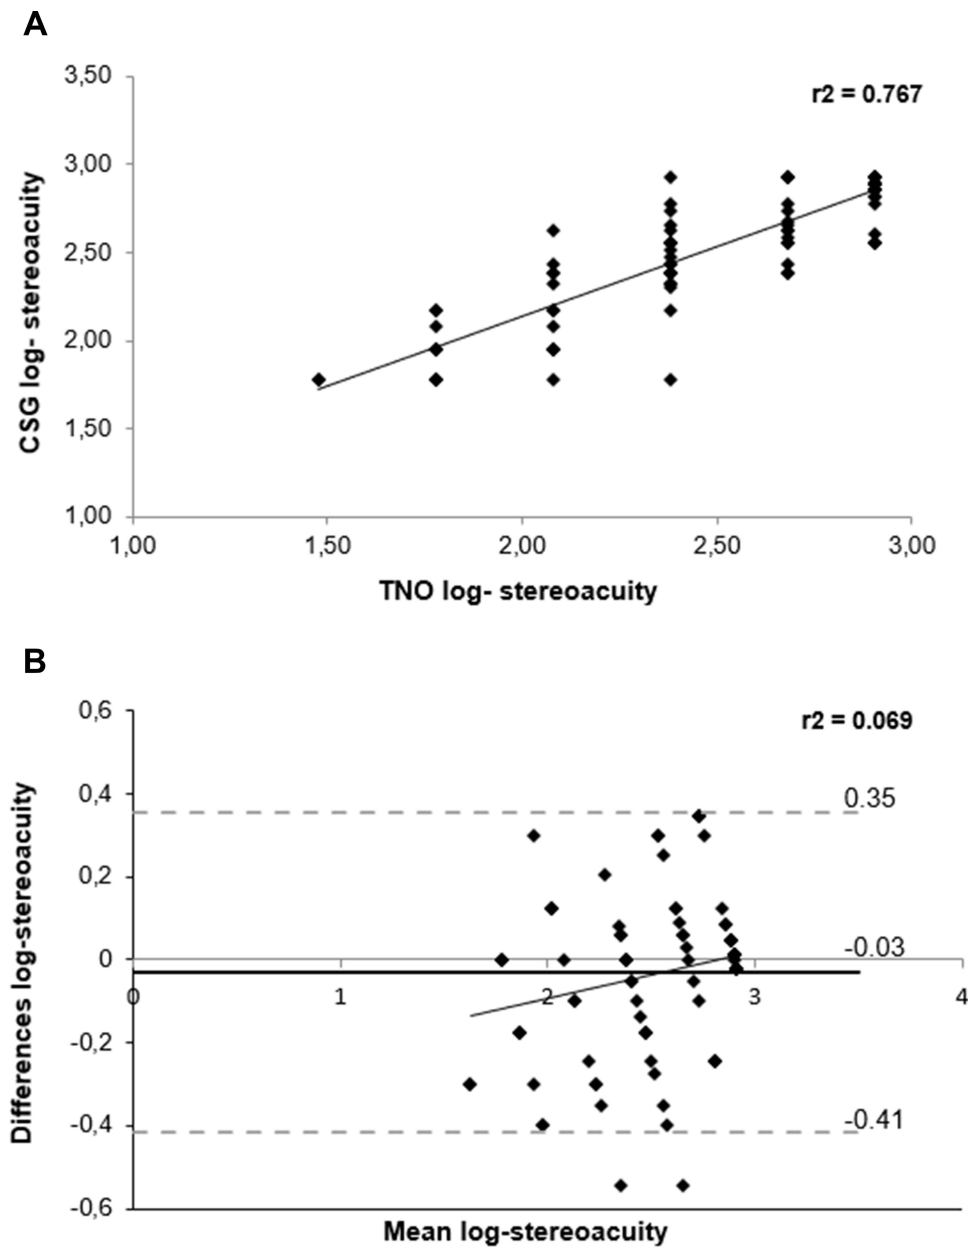 A
3,50
r2 = 0.767
3,00
2,50
2,00
1,50
1,00
CSG log- stereoacuity
1,00 1,50 2,00 2,50 3,00
TNO log- stereoacuity
B
0,6
r2 = 0.069
0,4
0.35
0,2
0
-0.03
0 1 2 3 4
-0,2
-0,4
-0.41
-0,6
Differences log-stereoacuity
Mean log-stereoacuity